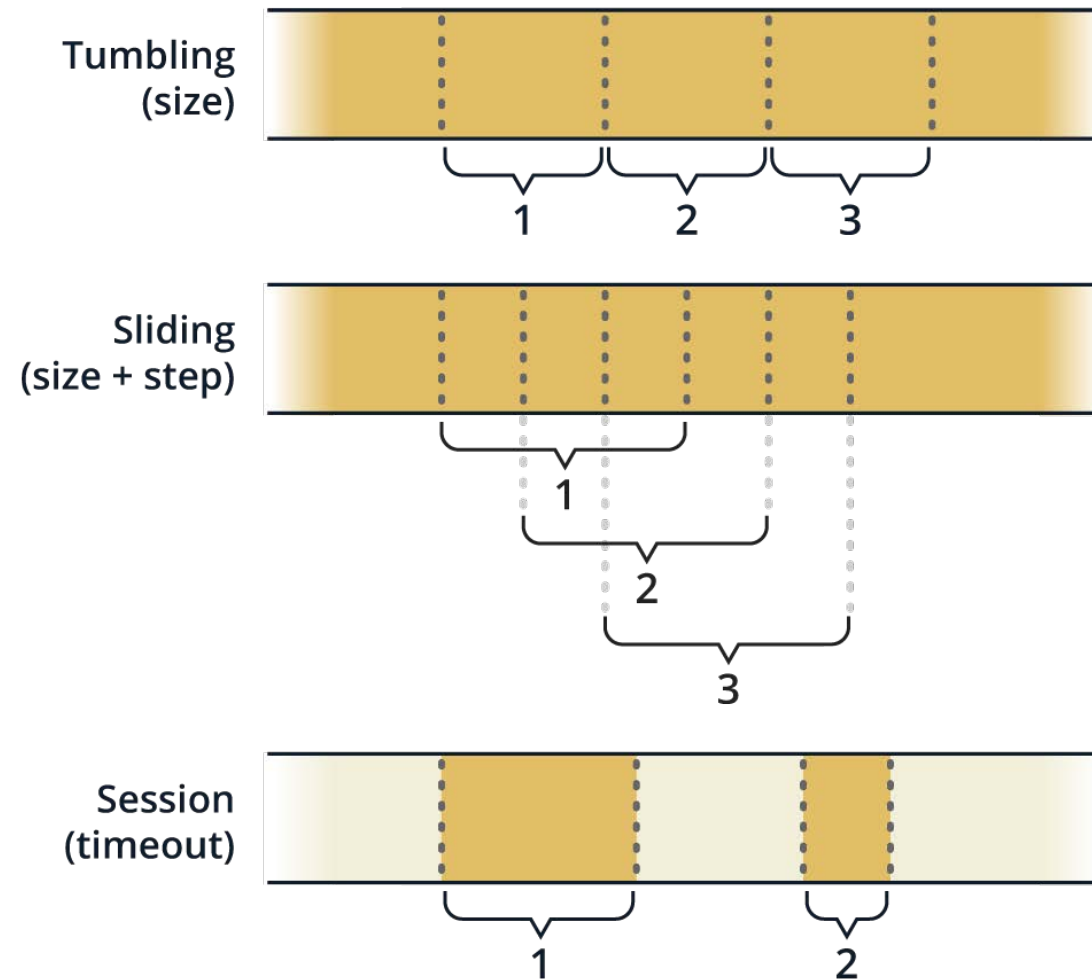 Tumbling
(size)
1 2 3
Sliding
(size + step)
1
2
3
Session
(timeout)
1 2